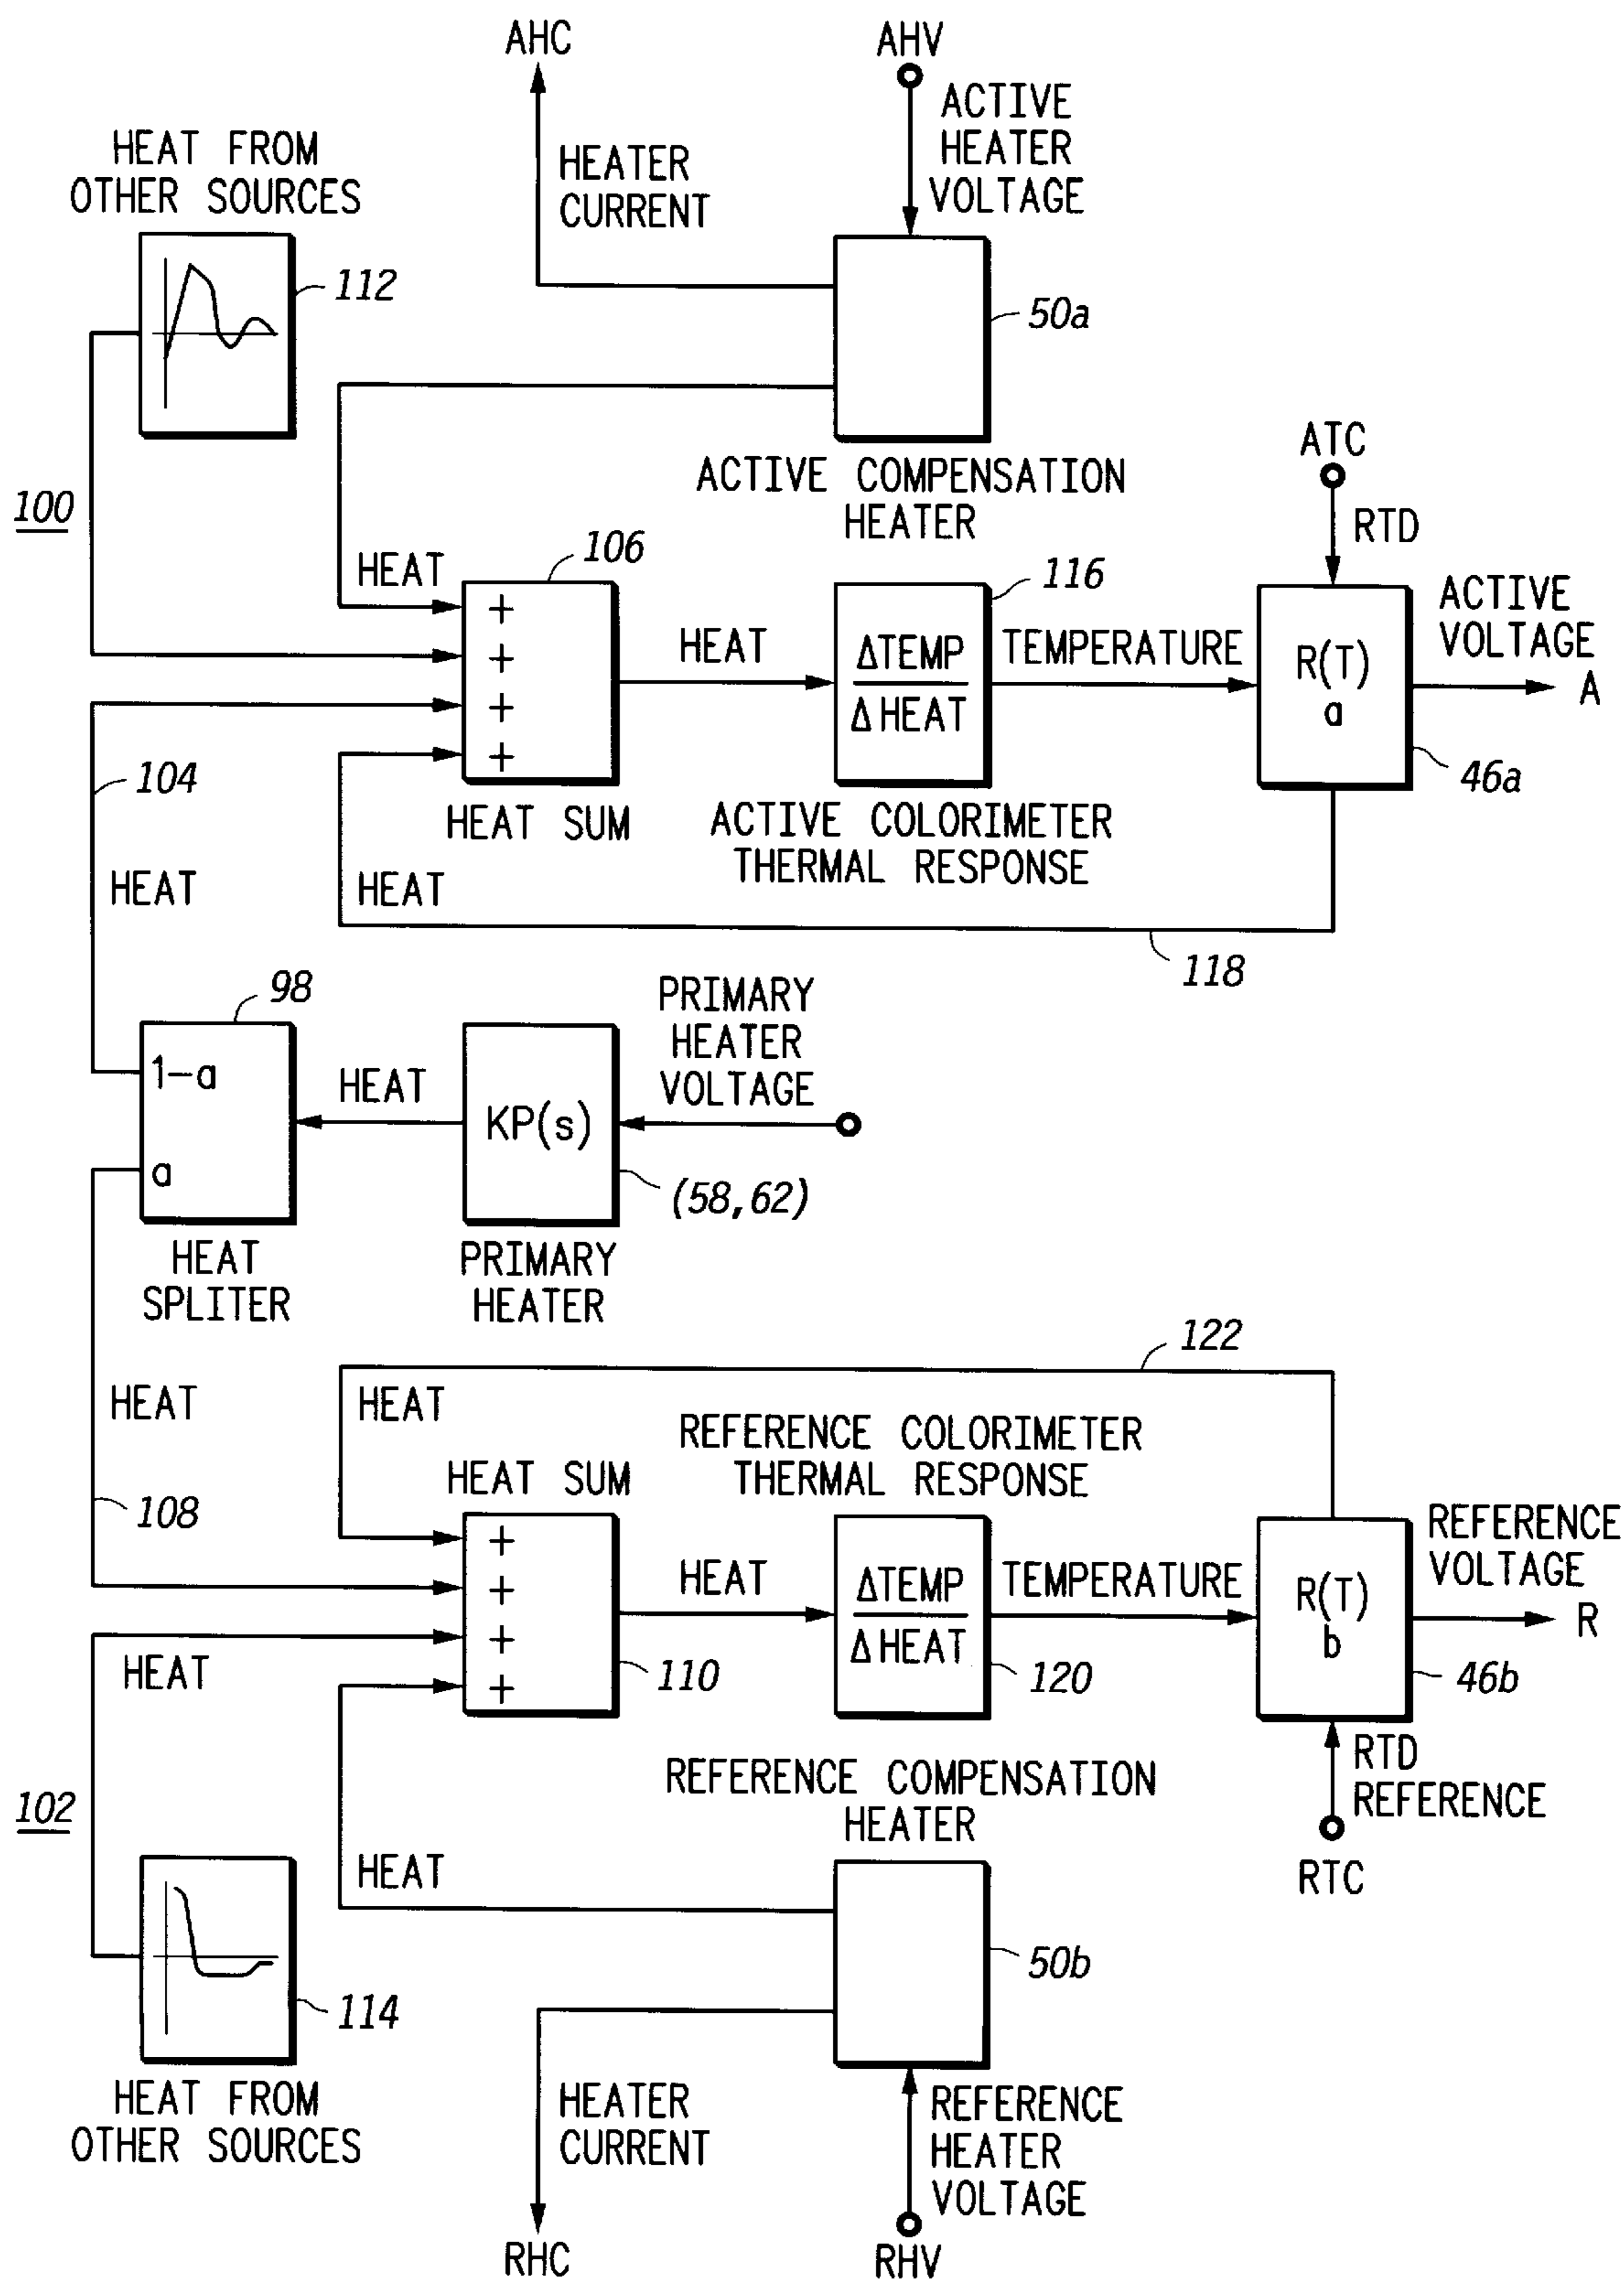 AHC
AHV
ACTIVE
HEATER
VOLTAGE
HEAT FROM
OTHER SOURCES
HEATER
CURRENT
112
50a
ACTIVE COMPENSATION
HEATER
ATC
RTD
100
HEAT
106
+
+
+
+
HEAT SUM
HEAT
116
ΔTEMP
Δ HEAT
ACTIVE COLORIMETER
THERMAL RESPONSE
TEMPERATURE
R(T)
a
ACTIVE
VOLTAGE
A
46a
104
HEAT
HEAT
118
98
1-a
a
HEAT
SPLITER
HEAT
KP(s)
PRIMARY
HEATER
PRIMARY
HEATER
VOLTAGE
(58,62)
122
HEAT
HEAT
108
REFERENCE COLORIMETER
THERMAL RESPONSE
HEAT SUM
+
+
+
+
110
HEAT
ΔTEMP
Δ HEAT
120
TEMPERATURE
R(T)
b
REFERENCE
VOLTAGE
R
46b
HEAT
RTD
REFERENCE
RTC
102
REFERENCE COMPENSATION
HEATER
HEAT
50b
114
HEAT FROM
OTHER SOURCES
HEATER
CURRENT
REFERENCE
HEATER
VOLTAGE
RHC
RHV